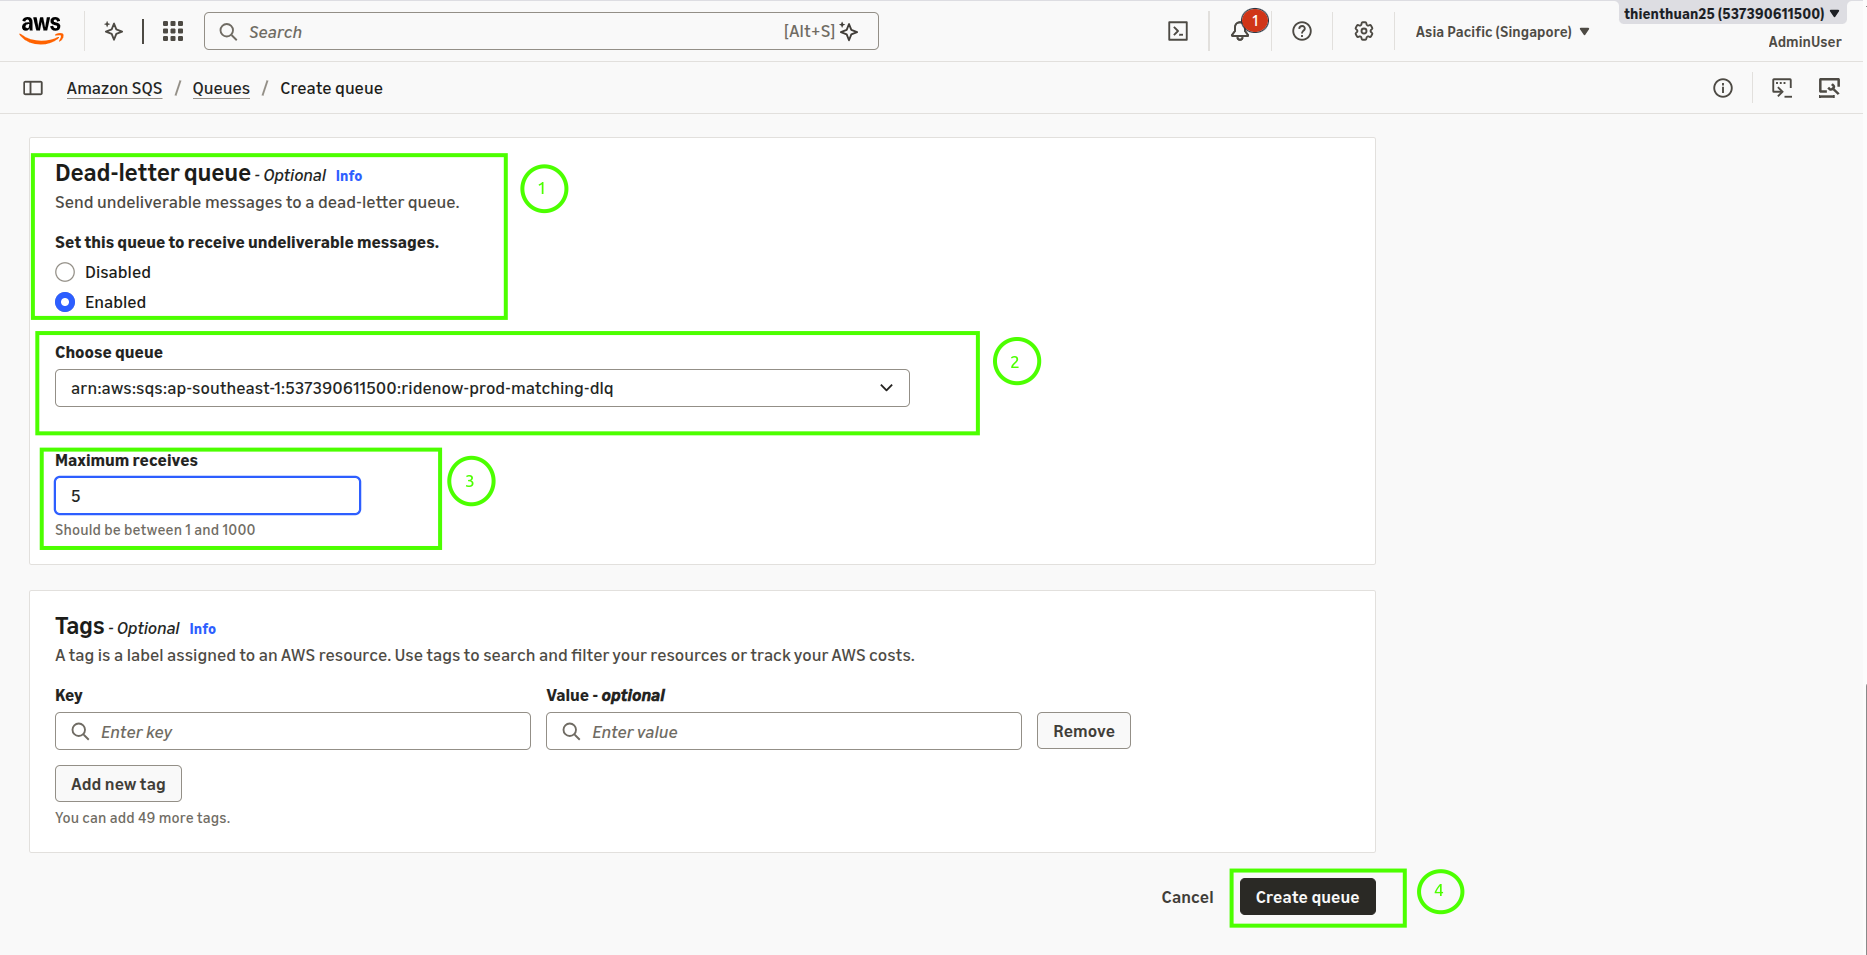 aws
Search [Alt+S]
1
Asia Pacific (Singapore)
thienthuan25 (537390611500)
AdminUser
Amazon SQS / Queues / Create queue
Dead-letter queue - Optional Info
1
Send undeliverable messages to a dead-letter queue.
Set this queue to receive undeliverable messages.
Disabled
Enabled
Choose queue
2
arn:aws:sqs:ap-southeast-1:537390611500:ridenow-prod-matching-dlq
Maximum receives
3
5
Should be between 1 and 1000
Tags - Optional Info
A tag is a label assigned to an AWS resource. Use tags to search and filter your resources or track your AWS costs.
Key Value - optional
Enter key Enter value Remove
Add new tag
You can add 49 more tags.
Cancel Create queue 4